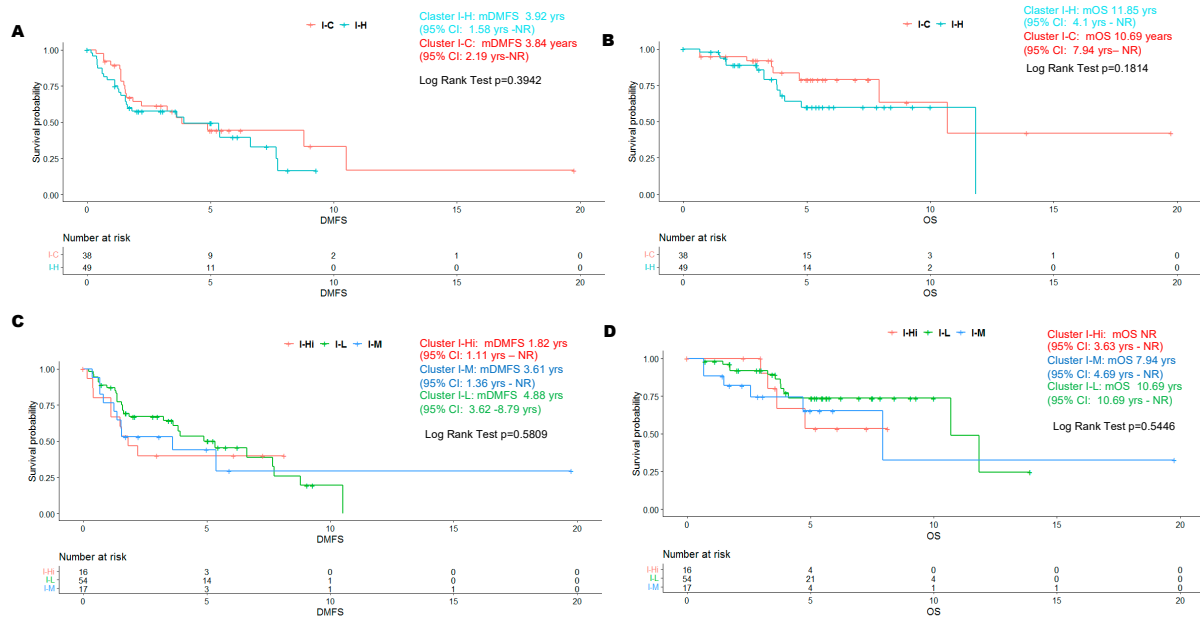 A
I-C I-H
Claster I-H: mDMFS 3.92 yrs
(95% CI: 1.58 yrs -NR)
Cluster I-C: mDMFS 3.84 years
(95% CI: 2.19 yrs-NR)
Log Rank Test p=0.3942
Survival probability
1.00
0.75
0.50
0.25
0.00
0 5 10 15 20
DMFS
Number at risk
I-C 38 9 2 1 0
I-H 49 11 0 0 0
0 5 10 15 20
DMFS
B
I-C I-H
Cluster I-H: mOS 11.85 yrs
(95% CI: 4.1 yrs - NR)
Cluster I-C: mOS 10.69 years
(95% CI: 7.94 yrs– NR)
Log Rank Test p=0.1814
Survival probability
1.00
0.75
0.50
0.25
0.00
0 5 10 15 20
OS
Number at risk
I-C 38 15 3 1 0
I-H 49 14 2 0 0
0 5 10 15 20
OS
C
I-Hi I-L I-M
Cluster I-Hi: mDMFS 1.82 yrs
(95% CI: 1.11 yrs – NR)
Cluster I-M: mDMFS 3.61 yrs
(95% CI: 1.36 yrs - NR)
Cluster I-L: mDMFS 4.88 yrs
(95% CI: 3.62 -8.79 yrs)
Log Rank Test p=0.5809
Survival probability
1.00
0.75
0.50
0.25
0.00
0 5 10 15 20
DMFS
Number at risk
I-Hi 16 3 0 0 0
I-L 54 14 1 0 0
I-M 17 3 1 1 0
0 5 10 15 20
DMFS
D
I-Hi I-L I-M
Cluster I-Hi: mOS NR
(95% CI: 3.63 yrs - NR)
Cluster I-M: mOS 7.94 yrs
(95% CI: 4.69 yrs - NR)
Cluster I-L: mOS 10.69 yrs
(95% CI: 10.69 yrs - NR)
Log Rank Test p=0.5446
Survival probability
1.00
0.75
0.50
0.25
0.00
0 5 10 15 20
OS
Number at risk
I-Hi 16 4 0 0 0
I-L 54 21 4 0 0
I-M 17 4 1 1 0
0 5 10 15 20
OS